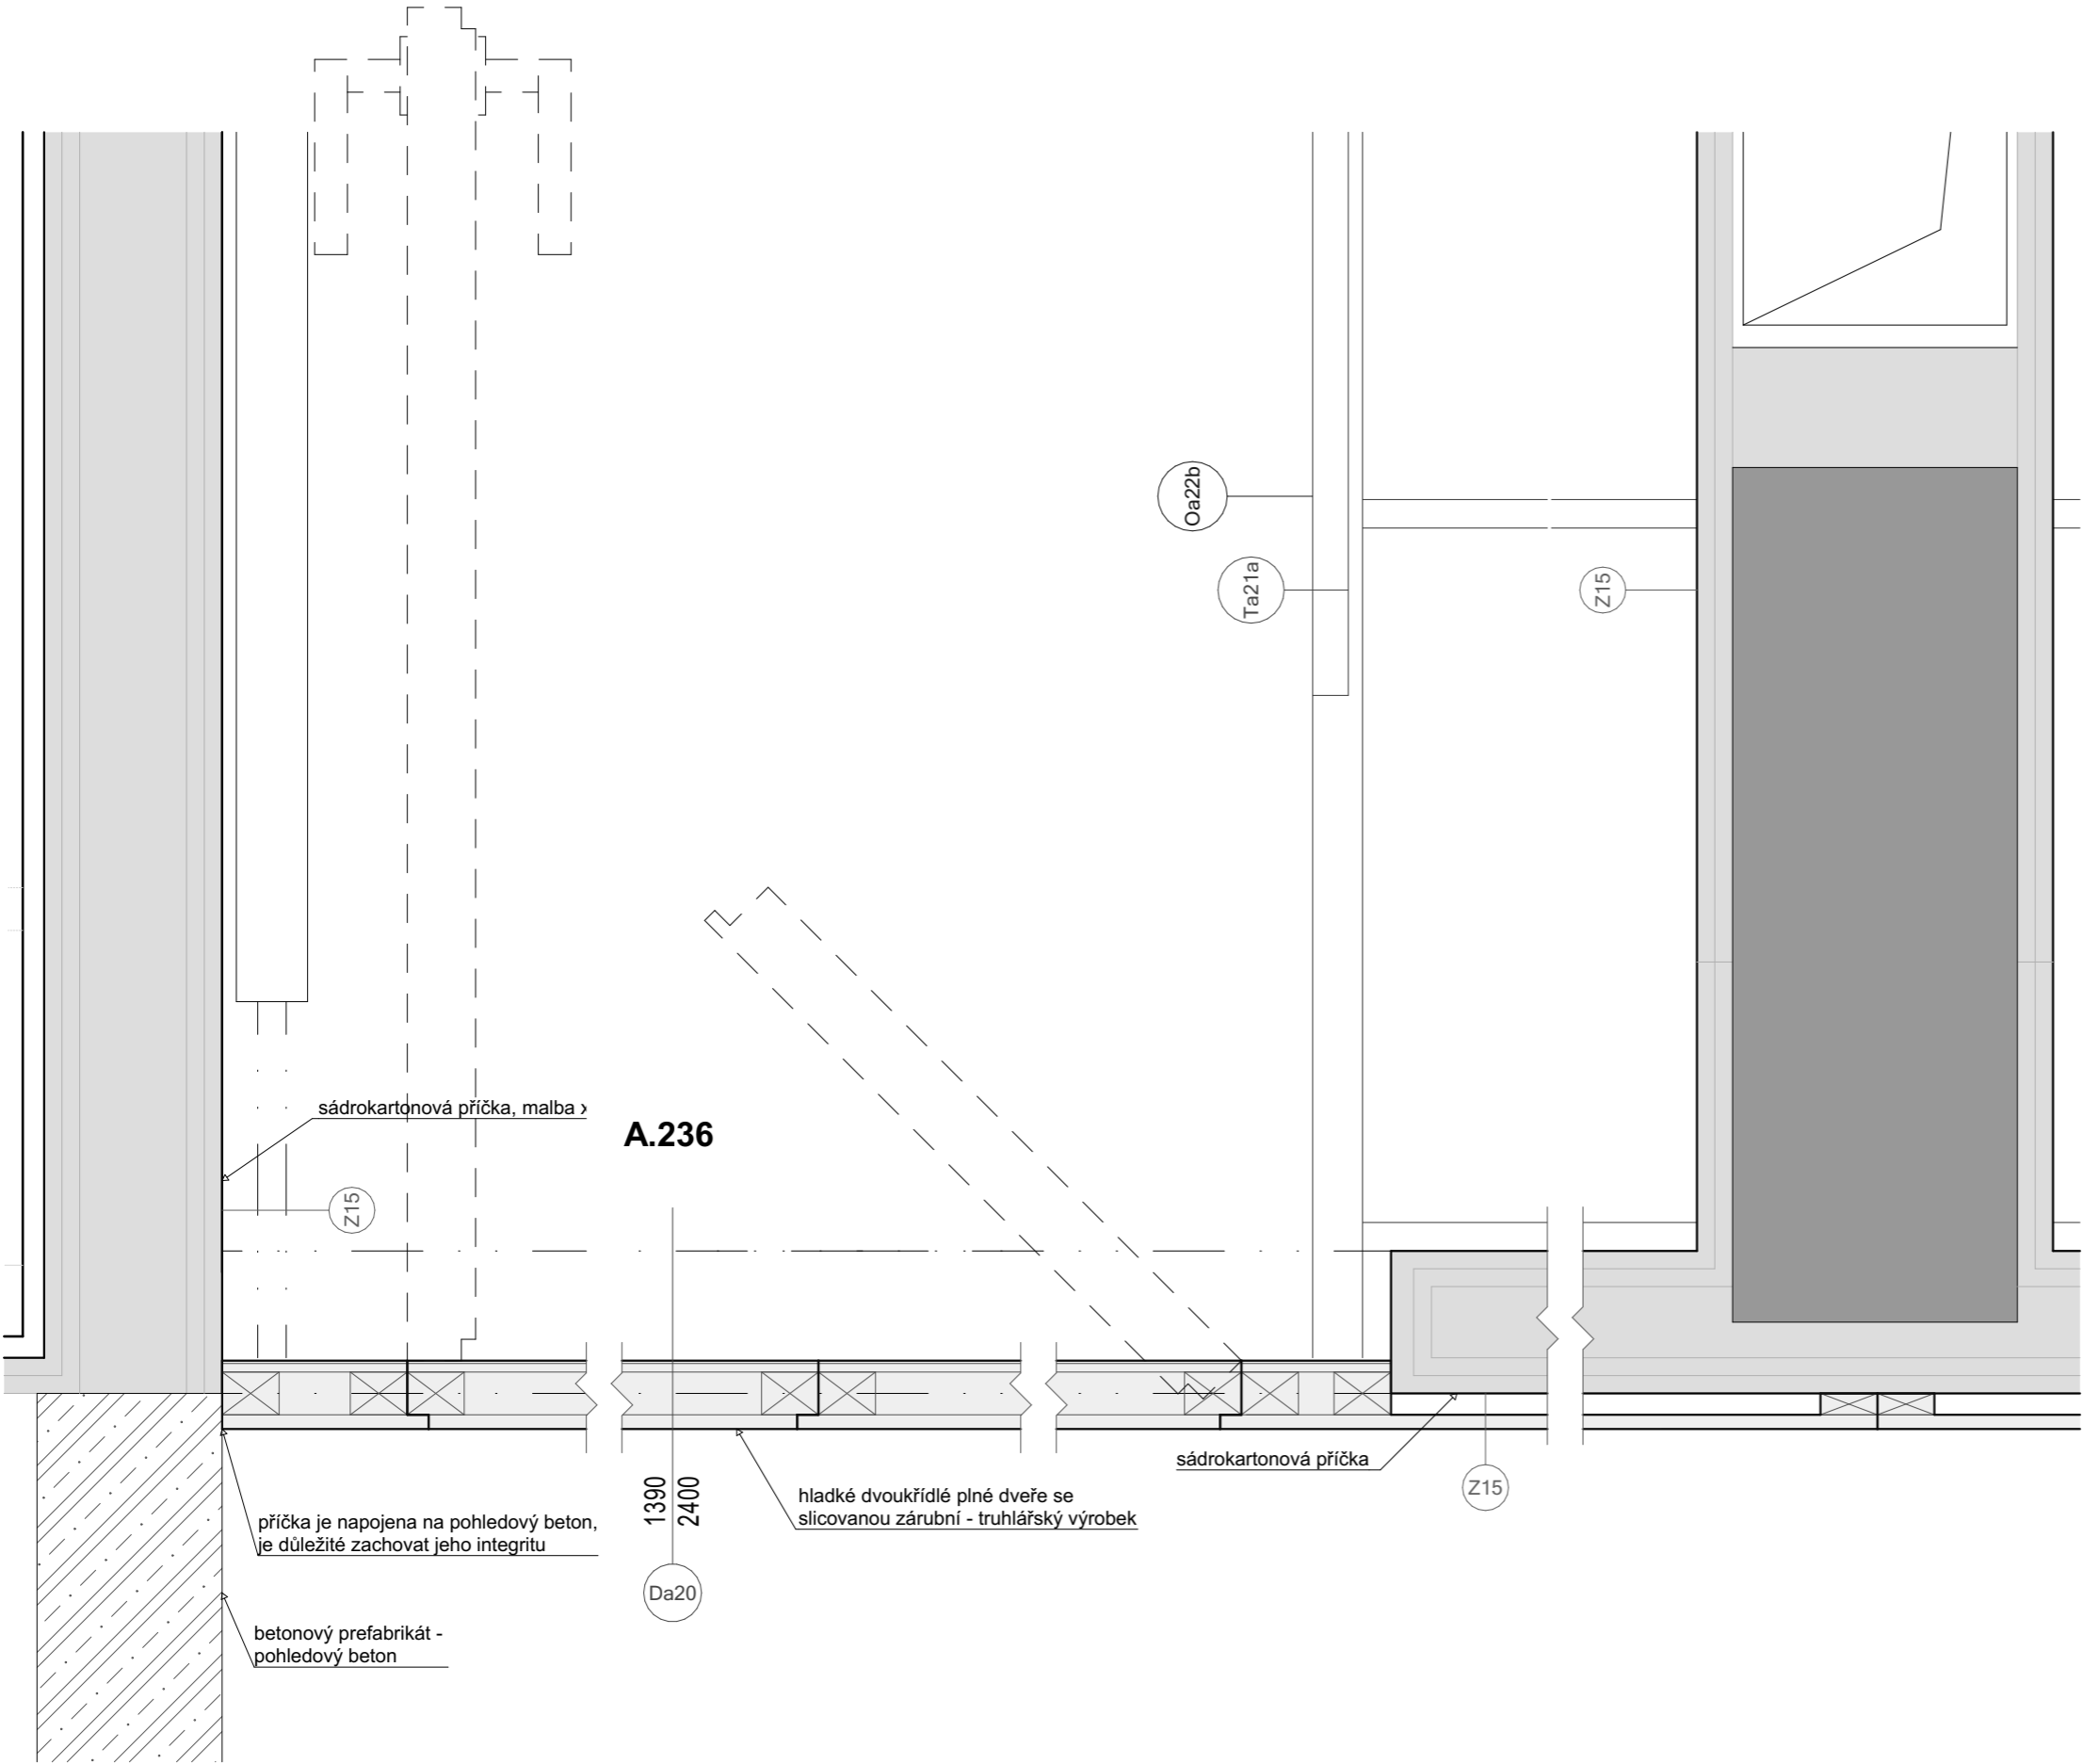 Oa22b
Ta21a
Z15
sádrokartonová příčka, malba
A.236
Z15
sádrokartonová příčka
Z15
1390
2400
hladké dvoukřídlé plné dveře se
slicovanou zárubní - truhlářský výrobek
příčka je napojena na pohledový beton,
je důležité zachovat jeho integritu
Da20
betonový prefabrikát -
pohledový beton